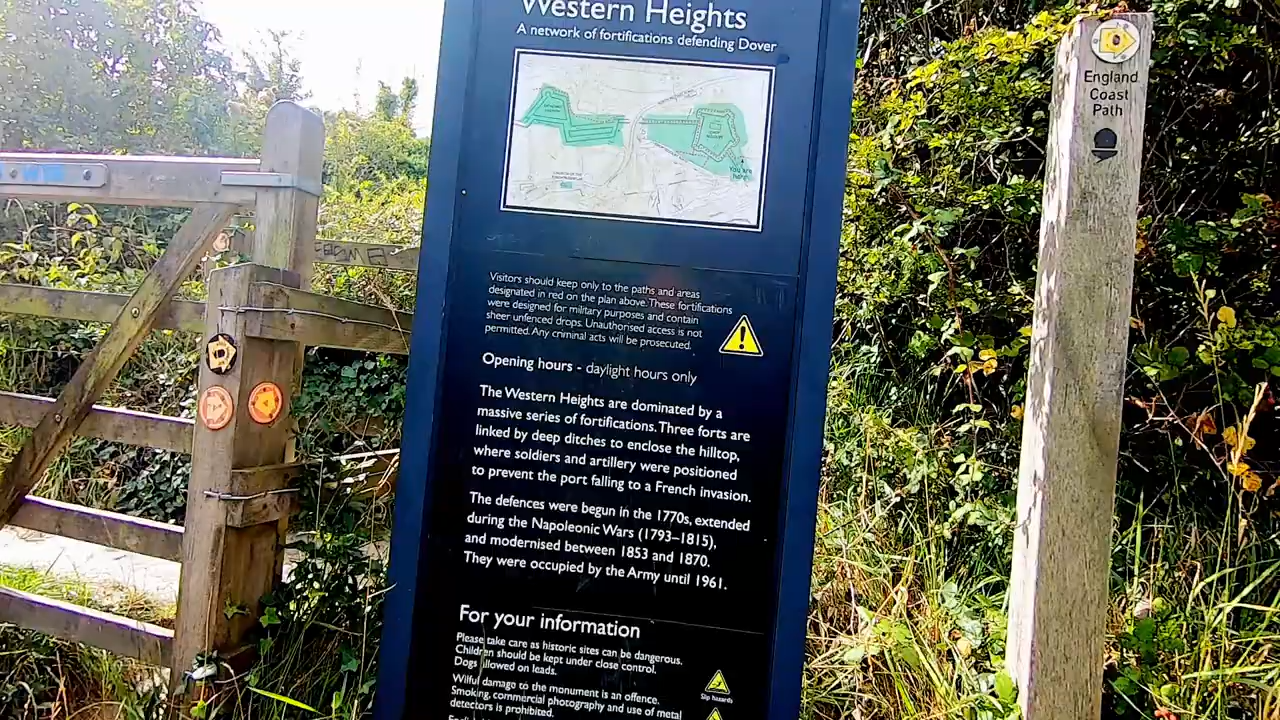 Western Heights
A network of fortifications defending Dover
You are here
Visitors should keep only to the paths and areas
designated in red on the plan above. These fortifications
were designed for military purposes and contain
sheer unfenced drops. Unauthorised access is not
permitted. Any criminal acts will be prosecuted.
Opening hours - daylight hours only
The Western Heights are dominated by a
massive series of fortifications. Three forts are
linked by deep ditches to enclose the hilltop,
where soldiers and artillery were positioned
to prevent the port falling to a French invasion.
The defences were begun in the 1770s, extended
during the Napoleonic Wars (1793–1815),
and modernised between 1853 and 1870.
They were occupied by the Army until 1961.
For your information
Please take care as historic sites can be dangerous.
Children should be kept under close control.
Dogs allowed on leads.
Wilful damage to the monument is an offence.
Smoking, commercial photography and use of metal
detectors is prohibited.
Slip hazards
England
Coast
Path